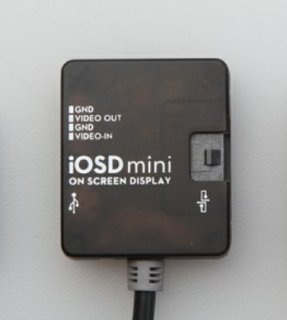 GND
VIDEO OUT
GND
VIDEO-IN
iOSD mini
ON SCREEN DISPLAY